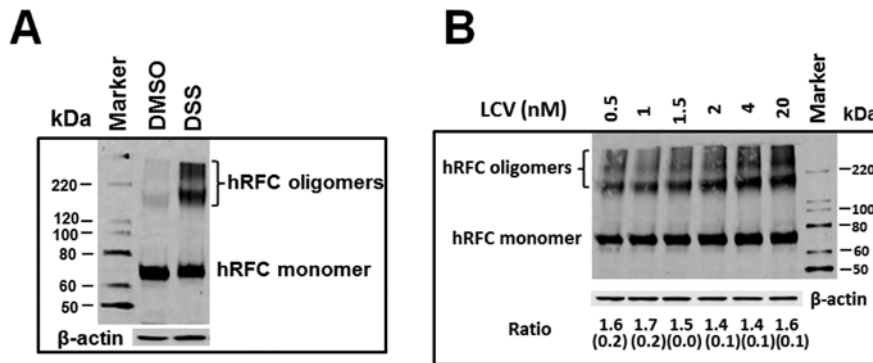 A
kDa
Marker
DMSO
DSS
220
120
100
80
60
50
hRFC oligomers
hRFC monomer
β-actin
B
LCV (nM)
0.5
1
1.5
2
4
20
Marker
kDa
hRFC oligomers
hRFC monomer
220
100
80
60
50
β-actin
Ratio
1.6 1.7 1.5 1.4 1.4 1.6
(0.2) (0.2) (0.0) (0.1) (0.1) (0.1)